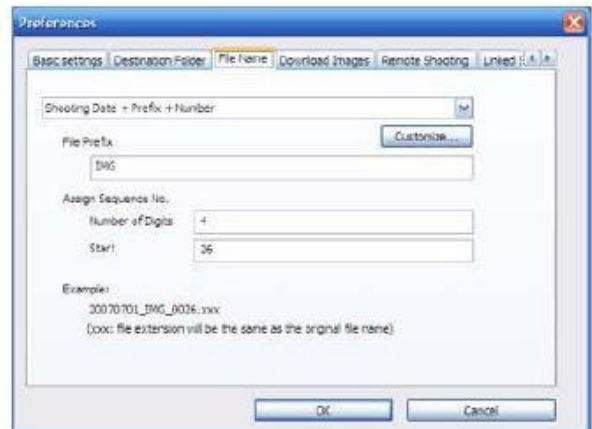 Preferences
Basic settings Destination Folder File Name Download Images Remote Shooting Linked
Shooting Date + Prefix + Number
Customize...
File Prefix
IMG
Assign Sequence No.
Number of Digits 4
Start 26
Example:
20070701_IMG_0026.xxx
(xxx: file extension will be the same as the original file name)
OK Cancel